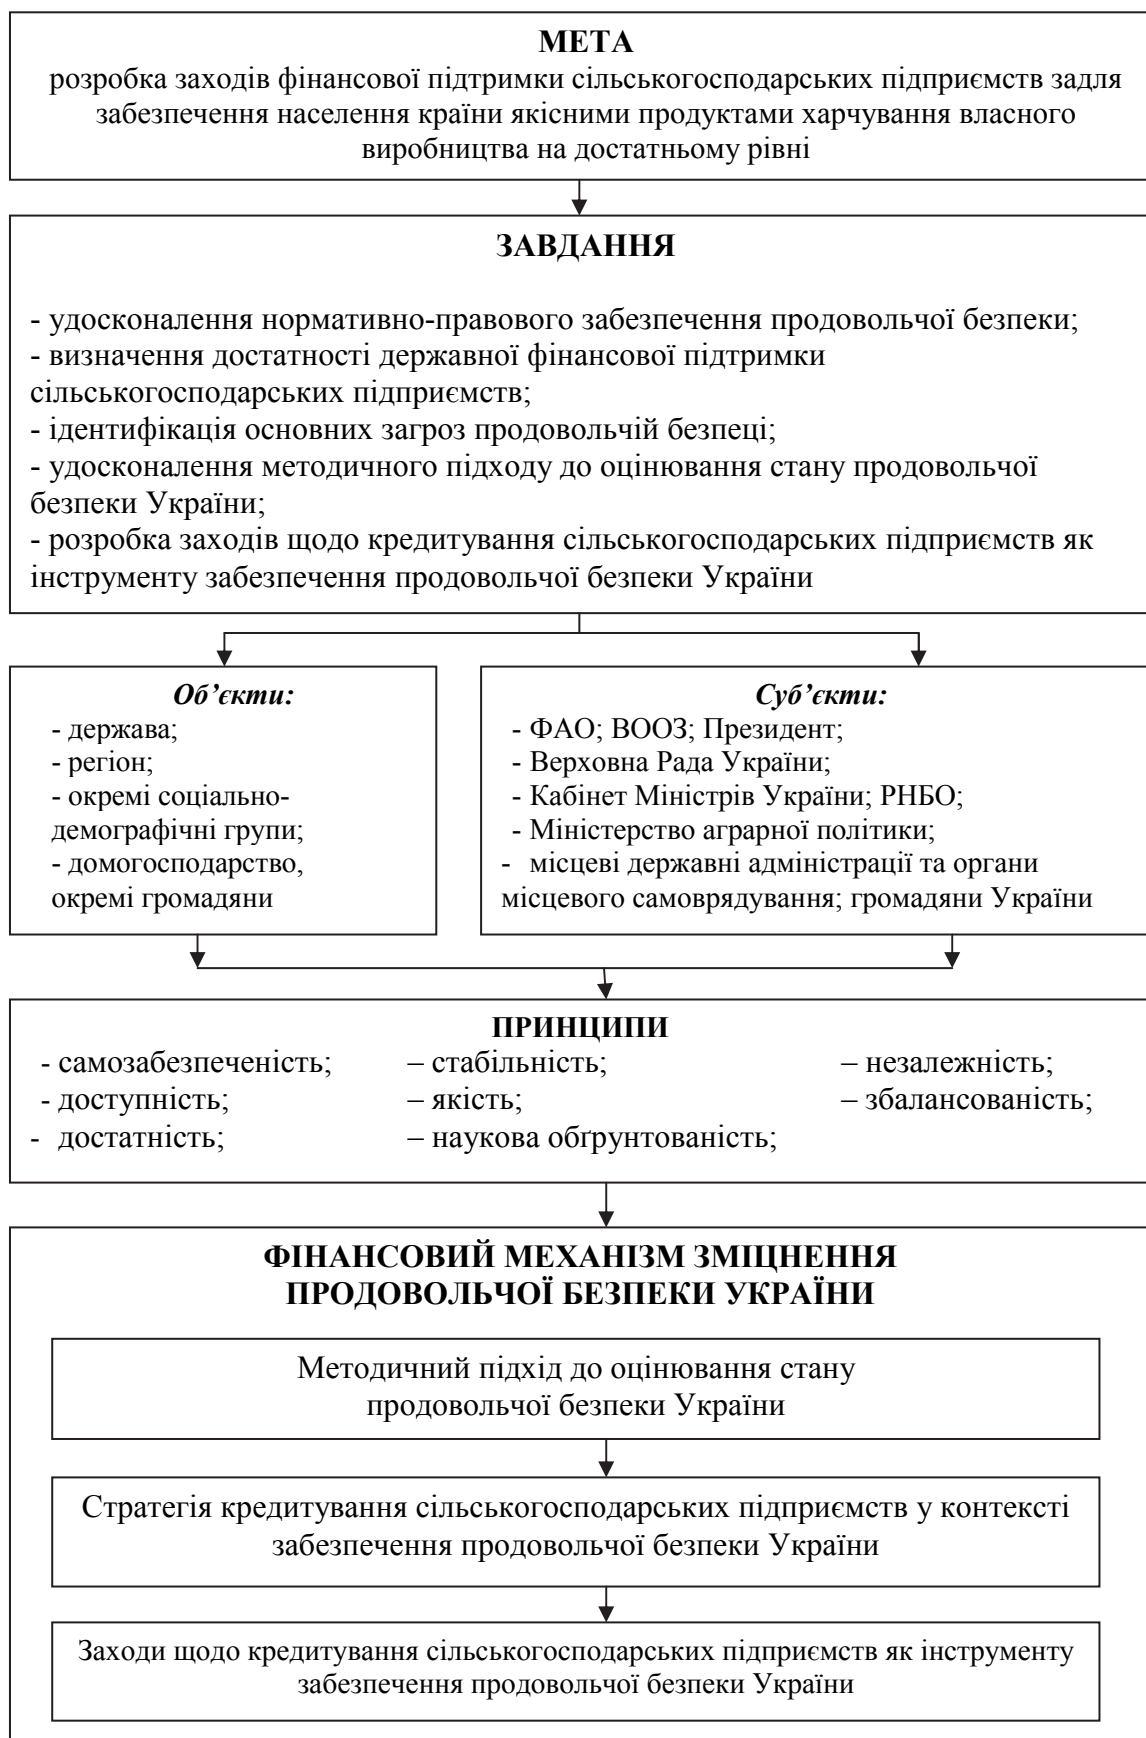 МЕТА
розробка заходів фінансової підтримки сільськогосподарських підприємств задля
забезпечення населення країни якісними продуктами харчування власного
виробництва на достатньому рівні
ЗАВДАННЯ
- удосконалення нормативно-правового забезпечення продовольчої безпеки;
- визначення достатності державної фінансової підтримки
сільськогосподарських підприємств;
- ідентифікація основних загроз продовольчій безпеці;
- удосконалення методичного підходу до оцінювання стану продовольчої
безпеки України;
- розробка заходів щодо кредитування сільськогосподарських підприємств як
інструменту забезпечення продовольчої безпеки України
Об’єкти:
- держава;
- регіон;
- окремі соціально-
демографічні групи;
- домогосподарство,
окремі громадяни
Суб’єкти:
- ФАО; ВООЗ; Президент;
- Верховна Рада України;
- Кабінет Міністрів України; РНБО;
- Міністерство аграрної політики;
- місцеві державні адміністрації та органи
місцевого самоврядування; громадяни України
ПРИНЦИПИ
- самозабезпеченість; – стабільність; – незалежність;
- доступність; – якість; – збалансованість;
- достатність; – наукова обґрунтованість;
ФІНАНСОВИЙ МЕХАНІЗМ ЗМІЦНЕННЯ
ПРОДОВОЛЬЧОЇ БЕЗПЕКИ УКРАЇНИ
Методичний підхід до оцінювання стану
продовольчої безпеки України
Стратегія кредитування сільськогосподарських підприємств у контексті
забезпечення продовольчої безпеки України
Заходи щодо кредитування сільськогосподарських підприємств як інструменту
забезпечення продовольчої безпеки України